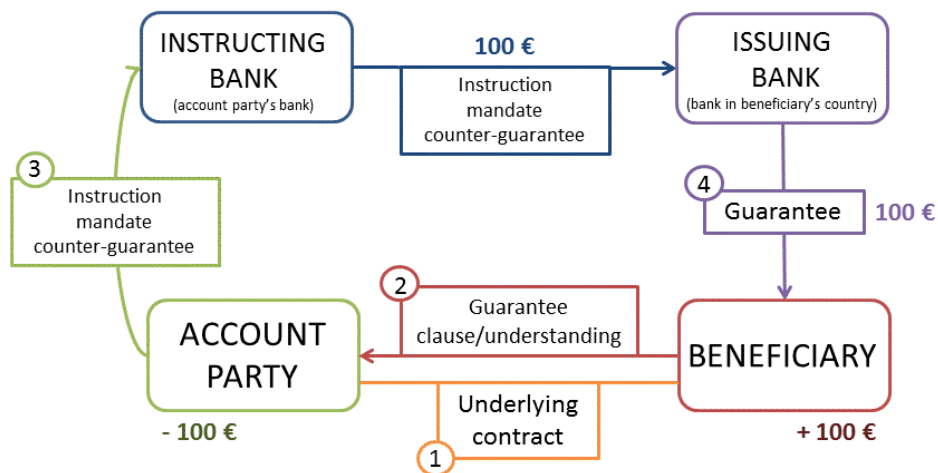 INSTRUCTING
BANK
(account party's bank)
100 €
Instruction
mandate
counter-guarantee
ISSUING
BANK
(bank in beneficiary's country)
3
Instruction
mandate
counter-guarantee
4
Guarantee
100 €
2
Guarantee
clause/understanding
ACCOUNT
PARTY
BENEFICIARY
Underlying
contract
1
- 100 €
+ 100 €